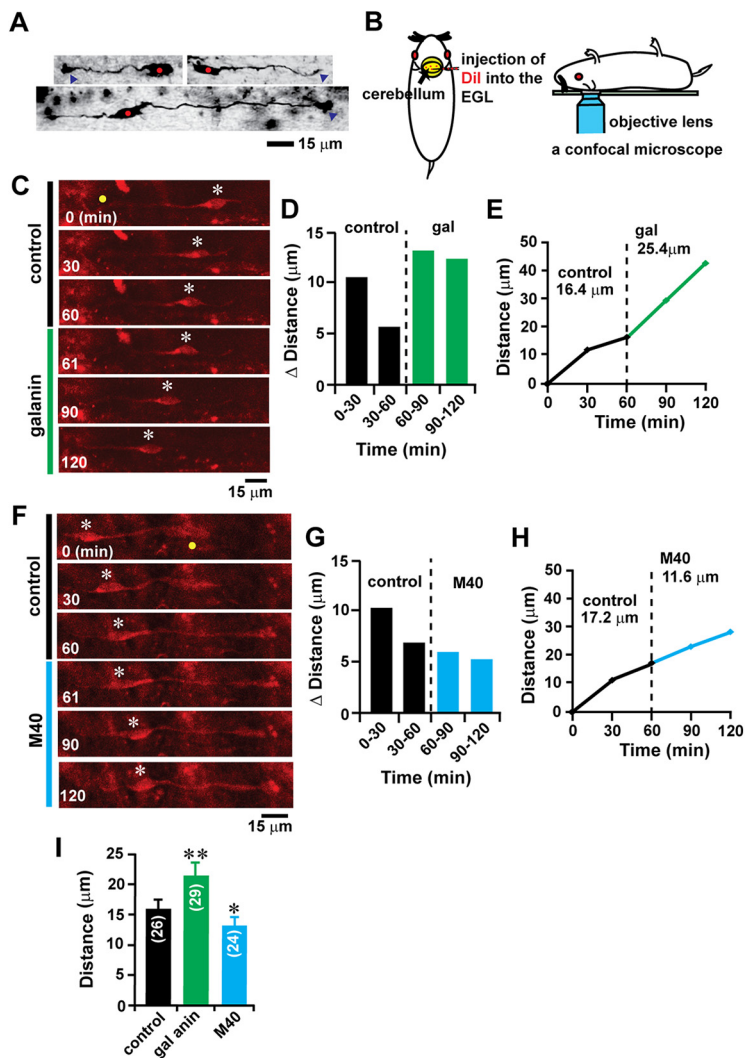 A
15 μm
B
injection of
DiI into the
EGL
cerebellum
objective lens
a confocal microscope
C
control
galanin
0 (min)
30
60
61
90
120
15 μm
D
control gal
Δ Distance (μm)
15
10
5
0
0-30
30-60
60-90
90-120
Time (min)
E
gal
25.4μm
control
16.4 μm
Distance (μm)
50
40
30
20
10
0
0 30 60 90 120
Time (min)
F
control
M40
0 (min)
30
60
61
90
120
15 μm
G
control M40
Δ Distance (μm)
15
10
5
0
0-30
30-60
60-90
90-120
Time (min)
H
M40
11.6 μm
control
17.2 μm
Distance (μm)
50
40
30
20
10
0
0 30 60 90 120
Time (min)
I
Distance (μm)
25
20
15
10
5
0
**
*
(26)
(29)
(24)
control
gal anin
M40